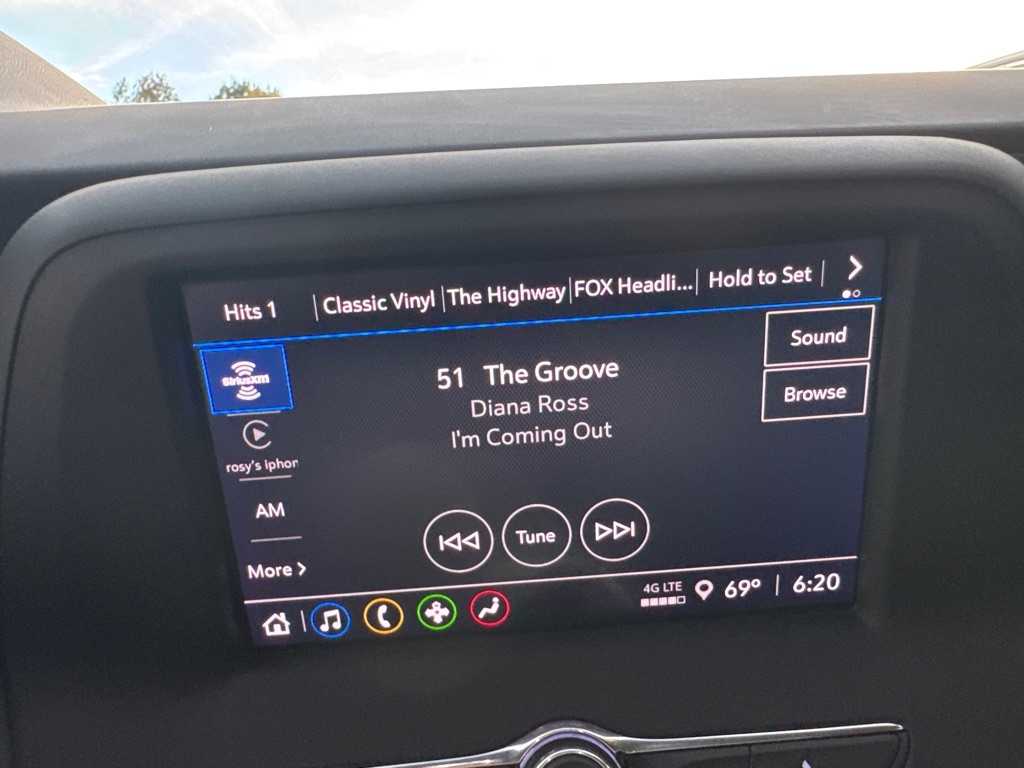 Hits 1 Classic Vinyl The Highway FOX Headli... Hold to Set
SiriusXM
51 The Groove
Diana Ross
I'm Coming Out
Sound
Browse
rosy's iphon
AM
More
Tune
4G LTE
69° 6:20